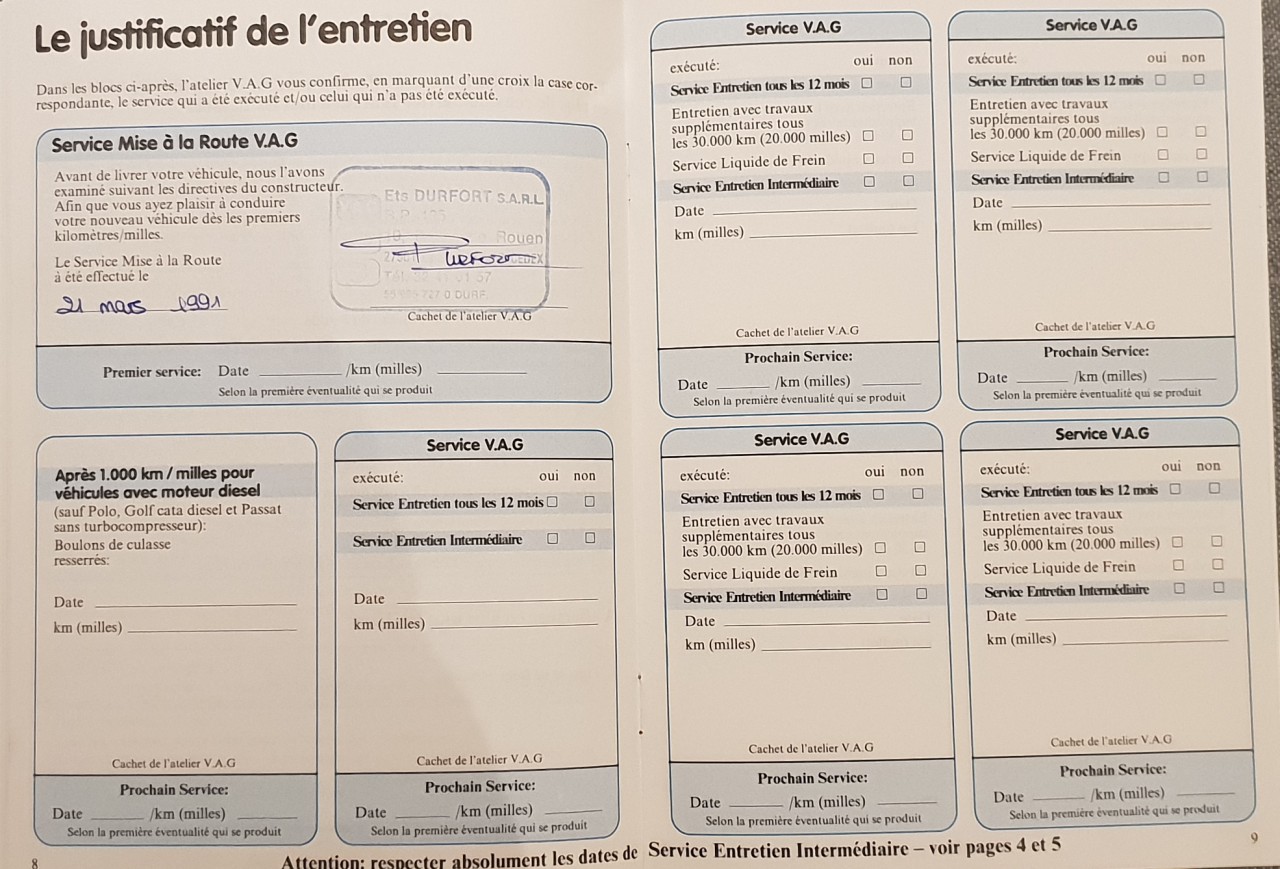 Le justificatif de l'entretien
Dans les blocs ci-après, l'atelier V.A.G vous confirme, en marquant d'une croix la case cor-
respondante, le service qui a été exécuté et/ou celui qui n'a pas été exécuté.
Service Mise à la Route V.A.G
Avant de livrer votre véhicule, nous l'avons
examiné suivant les directives du constructeur.
Afin que vous ayez plaisir à conduire
votre nouveau véhicule dès les premiers
kilomètres/milles.
Le Service Mise à la Route
à été effectué le
21 mars 1991
Ets DURFORT S.A.R.L
Rouen
CEDEX
DURF
Cachet de l'atelier V.A.G
Premier service: Date /km (milles)
Selon la première éventualité qui se produit
Après 1.000 km / milles pour
véhicules avec moteur diesel
(sauf Polo, Golf cata diesel et Passat
sans turbocompresseur):
Boulons de culasse
resserrés:
Date
km (milles)
Cachet de l'atelier V.A.G
Prochain Service:
Date /km (milles)
Selon la première éventualité qui se produit
Service V.A.G
exécuté: oui non
Service Entretien tous les 12 mois
Service Entretien Intermédiaire
Date
km (milles)
Cachet de l'atelier V.A.G
Prochain Service:
Date /km (milles)
Selon la première éventualité qui se produit
8
Service V.A.G
exécuté: oui non
Service Entretien tous les 12 mois
Entretien avec travaux
supplémentaires tous
les 30.000 km (20.000 milles)
Service Liquide de Frein
Service Entretien Intermédiaire
Date
km (milles)
Cachet de l'atelier V.A.G
Prochain Service:
Date /km (milles)
Selon la première éventualité qui se produit
Service V.A.G
exécuté: oui non
Service Entretien tous les 12 mois
Entretien avec travaux
supplémentaires tous
les 30.000 km (20.000 milles)
Service Liquide de Frein
Service Entretien Intermédiaire
Date
km (milles)
Cachet de l'atelier V.A.G
Prochain Service:
Date /km (milles)
Selon la première éventualité qui se produit
Service V.A.G
exécuté: oui non
Service Entretien tous les 12 mois
Entretien avec travaux
supplémentaires tous
les 30.000 km (20.000 milles)
Service Liquide de Frein
Service Entretien Intermédiaire
Date
km (milles)
Cachet de l'atelier V.A.G
Prochain Service:
Date /km (milles)
Selon la première éventualité qui se produit
Service V.A.G
exécuté: oui non
Service Entretien tous les 12 mois
Entretien avec travaux
supplémentaires tous
les 30.000 km (20.000 milles)
Service Liquide de Frein
Service Entretien Intermédiaire
Date
km (milles)
Cachet de l'atelier V.A.G
Prochain Service:
Date /km (milles)
Selon la première éventualité qui se produit
9
Attention: respecter absolument les dates de Service Entretien Intermédiaire – voir pages 4 et 5